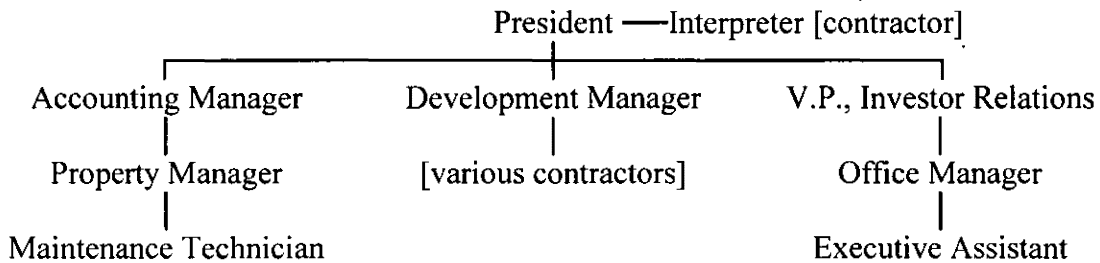 President — Interpreter [contractor]
Accounting Manager Development Manager V.P., Investor Relations
Property Manager [various contractors] Office Manager
Maintenance Technician Executive Assistant